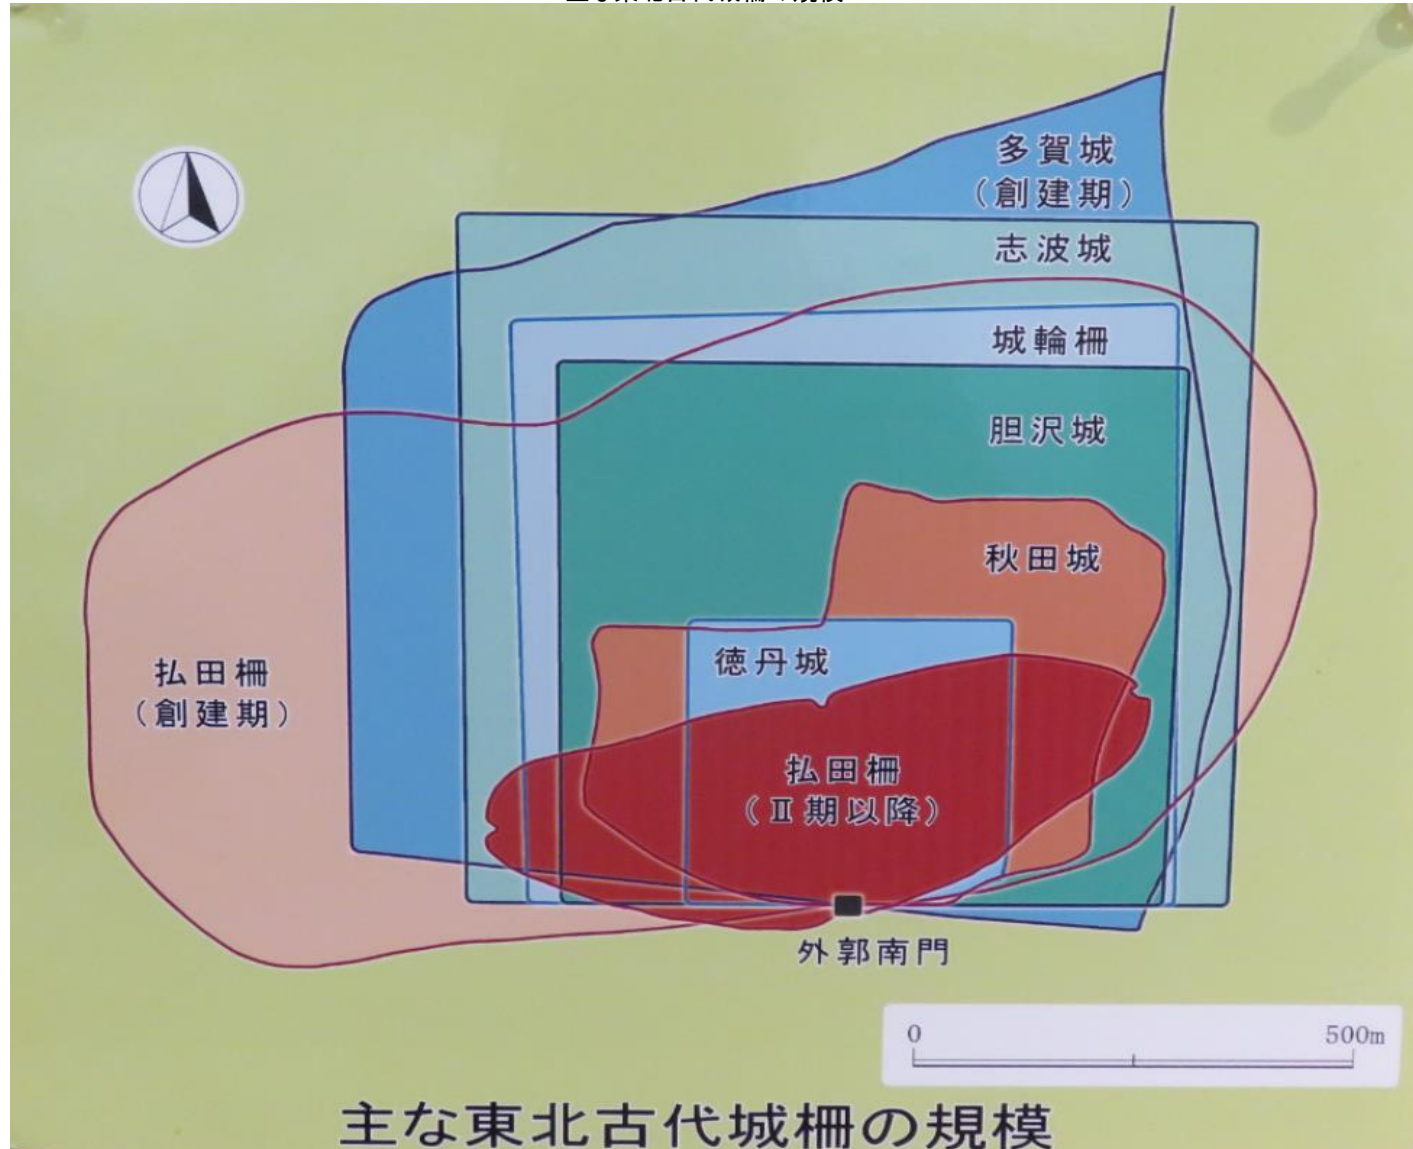 多賀城
（創建期）
志波城
城輪柵
胆沢城
秋田城
徳丹城
払田柵
（創建期）
払田柵
（Ⅱ期以降）
外郭南門
0 500m
主な東北古代城柵の規模